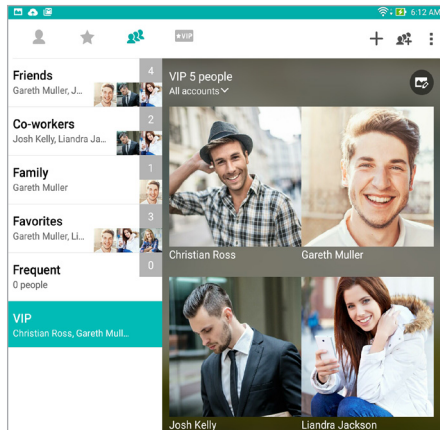 6:12 AM
VIP
Friends
4
Gareth Muller, J...
Co-workers
2
Josh Kelly, Liandra Ja...
Family
1
Gareth Muller
Favorites
3
Gareth Muller, Li...
Frequent
0
0 people
VIP
Christian Ross, Gareth Mull...
VIP 5 people
All accounts
Christian Ross
Gareth Muller
Josh Kelly
Liandra Jackson